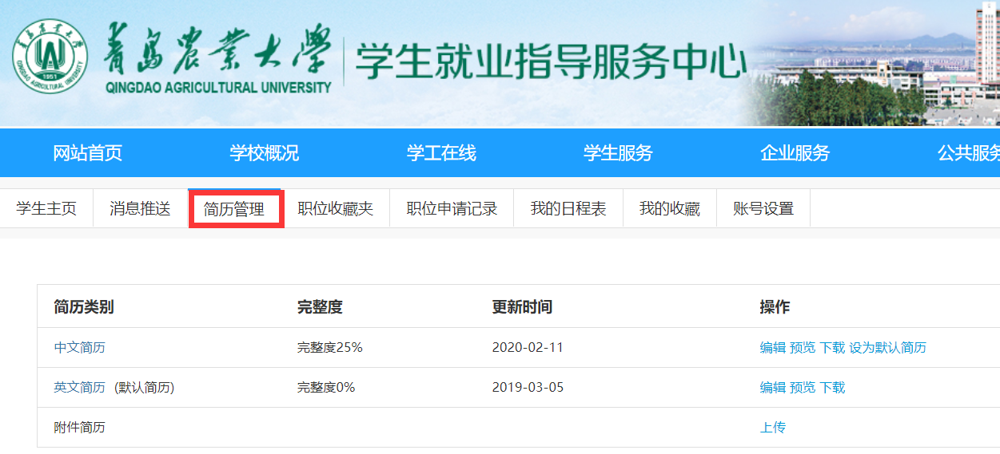 青岛农业大学
青島农業大學
QINGDAO AGRICULTURAL UNIVERSITY
1951
QINGDAO AGRICULTURAL UNIVERSITY
学生就业指导服务中心
网站首页 学校概况 学工在线 学生服务 企业服务 公共服务
学生主页 消息推送 简历管理 职位收藏夹 职位申请记录 我的日程表 我的收藏 账号设置
简历类别 完整度 更新时间 操作
中文简历 完整度25% 2020-02-11 编辑 预览 下载 设为默认简历
英文简历 (默认简历) 完整度0% 2019-03-05 编辑 预览 下载
附件简历 上传